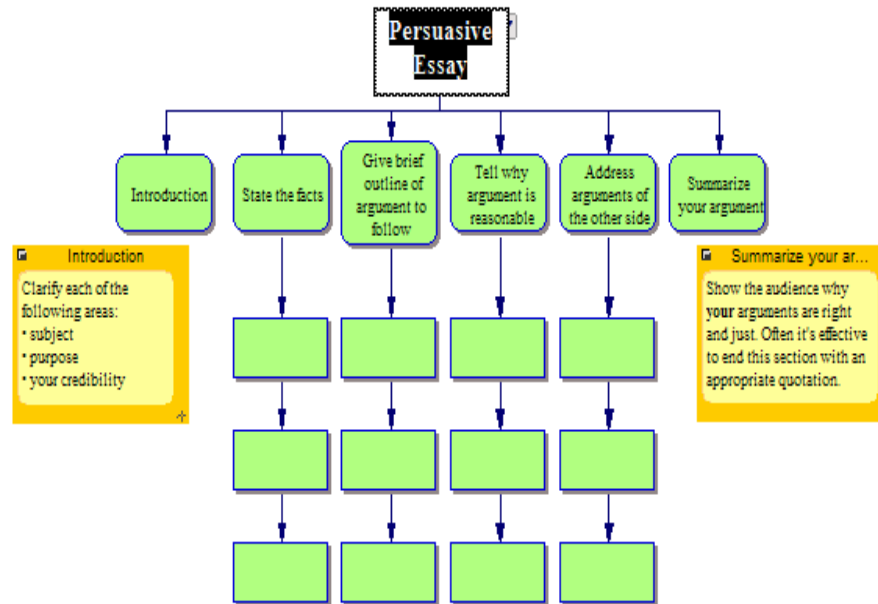 Persuasive
Essay
Introduction
State the facts
Give brief
outline of
argument to
follow
Tell why
argument is
reasonable
Address
arguments of
the other side
Summarize
your argument
Introduction
Clarify each of the
following areas:
• subject
• purpose
• your credibility
Summarize your ar...
Show the audience why
your arguments are right
and just. Often it's effective
to end this section with an
appropriate quotation.